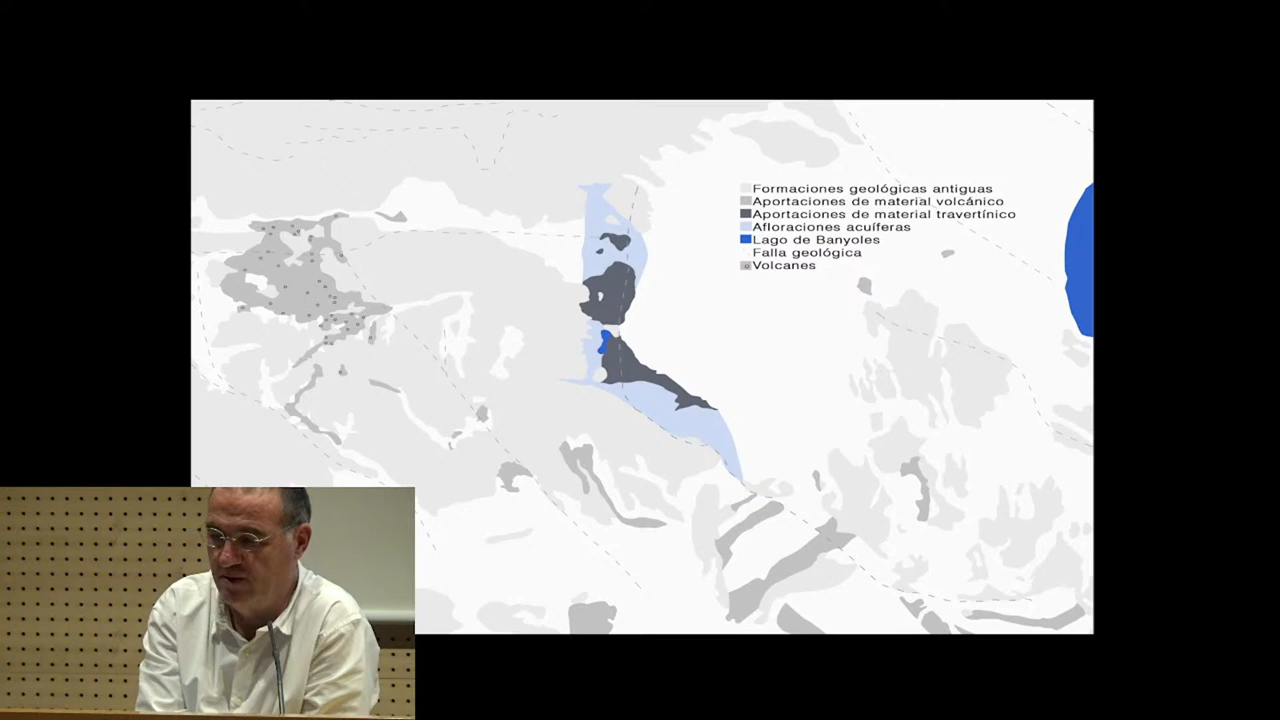 Formaciones geológicas antiguas
Aportaciones de material volcánico
Aportaciones de material travertínico
Afloraciones acuíferas
Lago de Banyoles
Falla geológica
Volcanes